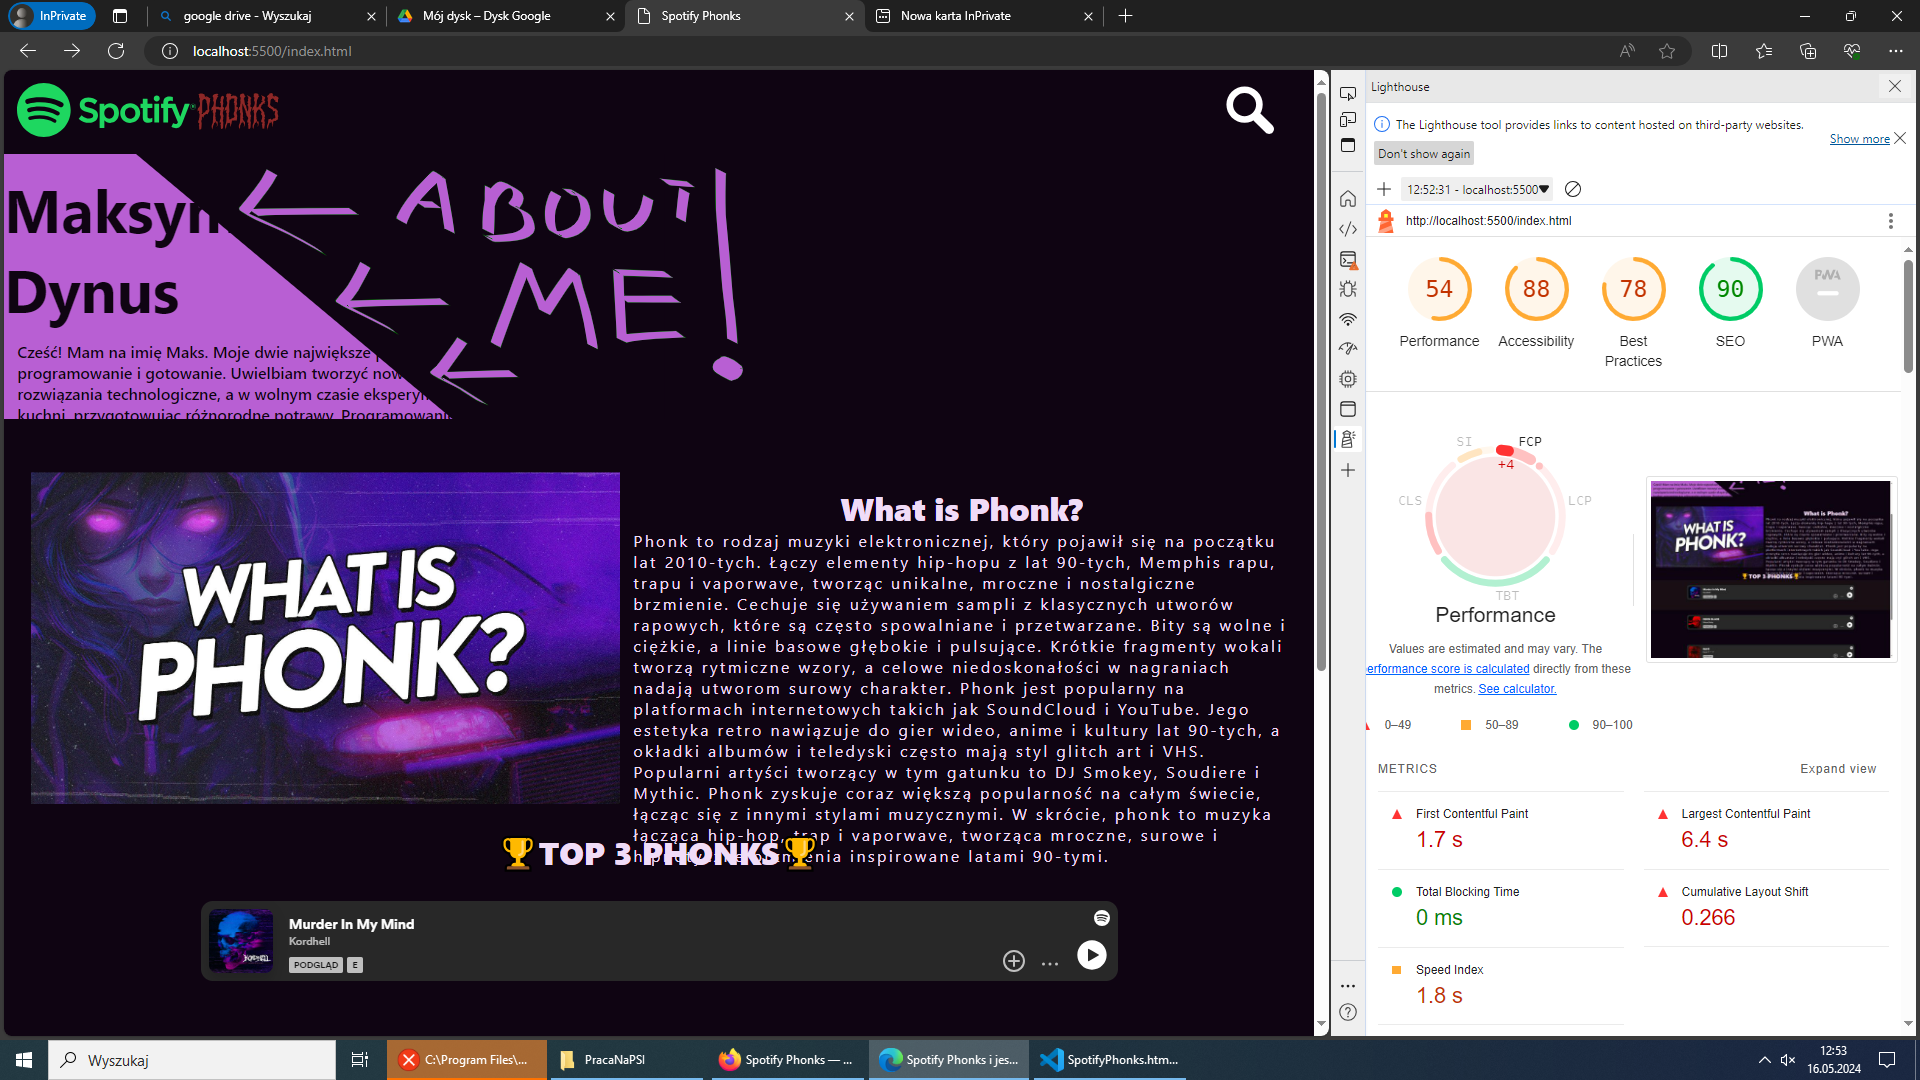 InPrivate
google drive - Wyszukaj
Mój dysk – Dysk Google
Spotify Phonks
Nowa karta InPrivate
localhost:5500/index.html
Spotify PHONKS
ABOUT
ME!
Maksym
Dynus
Cześć! Mam na imię Maks. Moje dwie największe
programowanie i gotowanie. Uwielbiam tworzyć now
rozwiązania technologiczne, a w wolnym czasie eksperym
kuchni, przygotowując różnorodne potrawy. Programowani
WHAT IS
PHONK?
What is Phonk?
Phonk to rodzaj muzyki elektronicznej, który pojawił się na początku
lat 2010-tych. Łączy elementy hip-hopu z lat 90-tych, Memphis rapu,
trapu i vaporwave, tworząc unikalne, mroczne i nostalgiczne
brzmienie. Cechuje się używaniem sampli z klasycznych utworów
rapowych, które są często spowalniane i przetwarzane. Bity są wolne i
ciężkie, a linie basowe głębokie i pulsujące. Krótkie fragmenty wokali
tworzą rytmiczne wzory, a celowe niedoskonałości w nagraniach
nadają utworom surowy charakter. Phonk jest popularny na
platformach internetowych takich jak SoundCloud i YouTube. Jego
estetyka retro nawiązuje do gier wideo, anime i kultury lat 90-tych, a
okładki albumów i teledyski często mają styl glitch art i VHS.
Popularni artyści tworzący w tym gatunku to DJ Smokey, Soudiere i
Mythic. Phonk zyskuje coraz większą popularność na całym świecie,
łącząc się z innymi stylami muzycznymi. W skrócie, phonk to muzyka
łącząca hip-hop, trap i vaporwave, tworząca mroczne, surowe i
inspirowane latami 90-tymi.
🏆TOP 3 PHONKS🏆
Murder In My Mind
Kordhell
PODGLĄD E
Lighthouse
The Lighthouse tool provides links to content hosted on third-party websites.
Show more
Don't show again
12:52:31 - localhost:5500
http://localhost:5500/index.html
54
88
78
90
PWA
Performance
Accessibility
Best
Practices
SEO
PWA
SI
FCP
+4
CLS
LCP
TBT
Performance
Values are estimated and may vary. The
erformance score is calculated directly from these
metrics. See calculator.
0–49
50–89
90–100
What is Phonk?
WHAT IS
PHONK?
🏆TOP 3 PHONKS🏆
METRICS
Expand view
First Contentful Paint
1.7 s
Largest Contentful Paint
6.4 s
Total Blocking Time
0 ms
Cumulative Layout Shift
0.266
Speed Index
1.8 s
Wyszukaj
C:\Program Files\...
PracaNaPSI
Spotify Phonks — ...
Spotify Phonks i jes...
SpotifyPhonks.htm...
12:53
16.05.2024